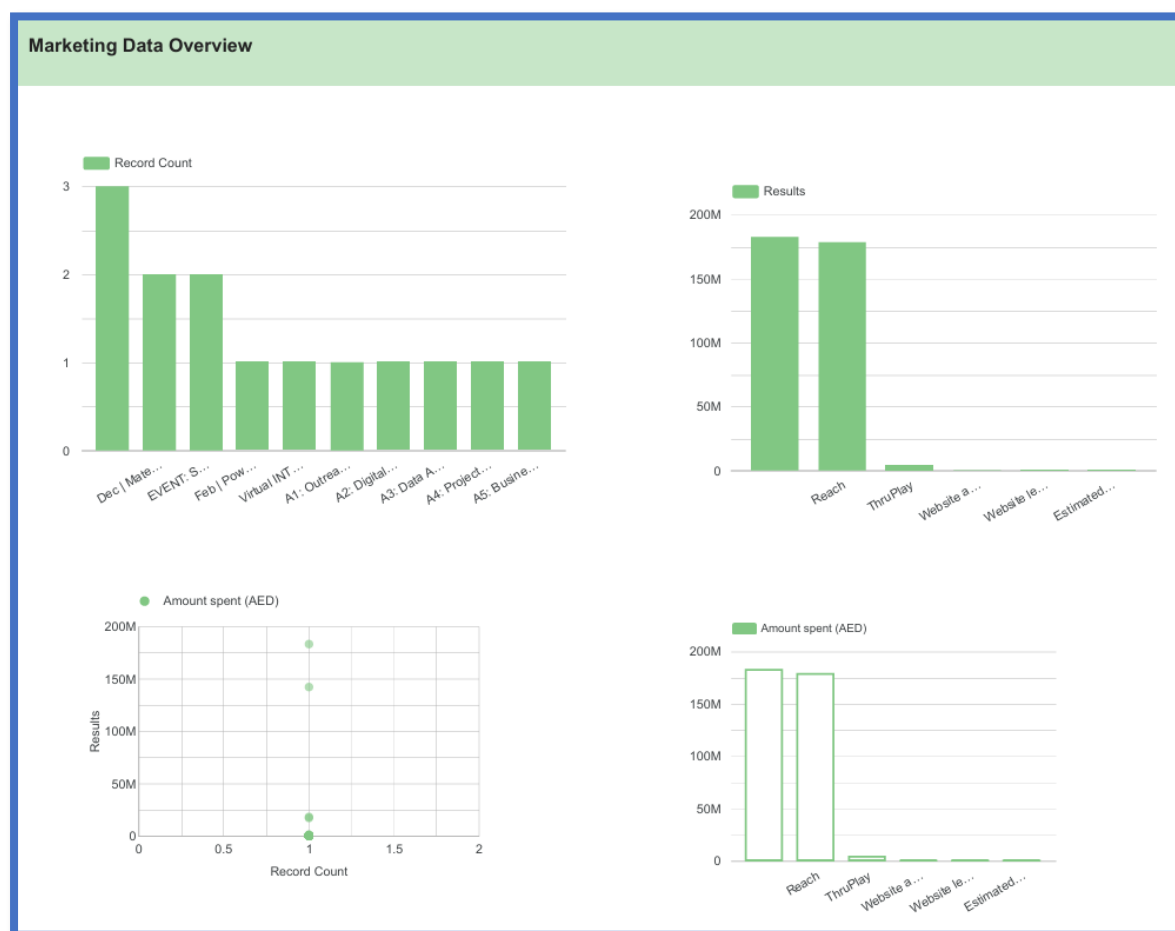 Marketing Data Overview
Record Count
3
2
1
0
Dec | Mate...
EVENT: S...
Feb | Pow...
Virtual INT...
A1: Outrea...
A2: Digital...
A3: Data A...
A4: Project...
A5: Busine...
Results
200M
150M
100M
50M
0
Reach
ThruPlay
Website a...
Website le...
Estimated...
Amount spent (AED)
200M
150M
100M
50M
0
Results
0
0.5
1
1.5
2
Record Count
Amount spent (AED)
200M
150M
100M
50M
0
Reach
ThruPlay
Website a...
Website le...
Estimated...